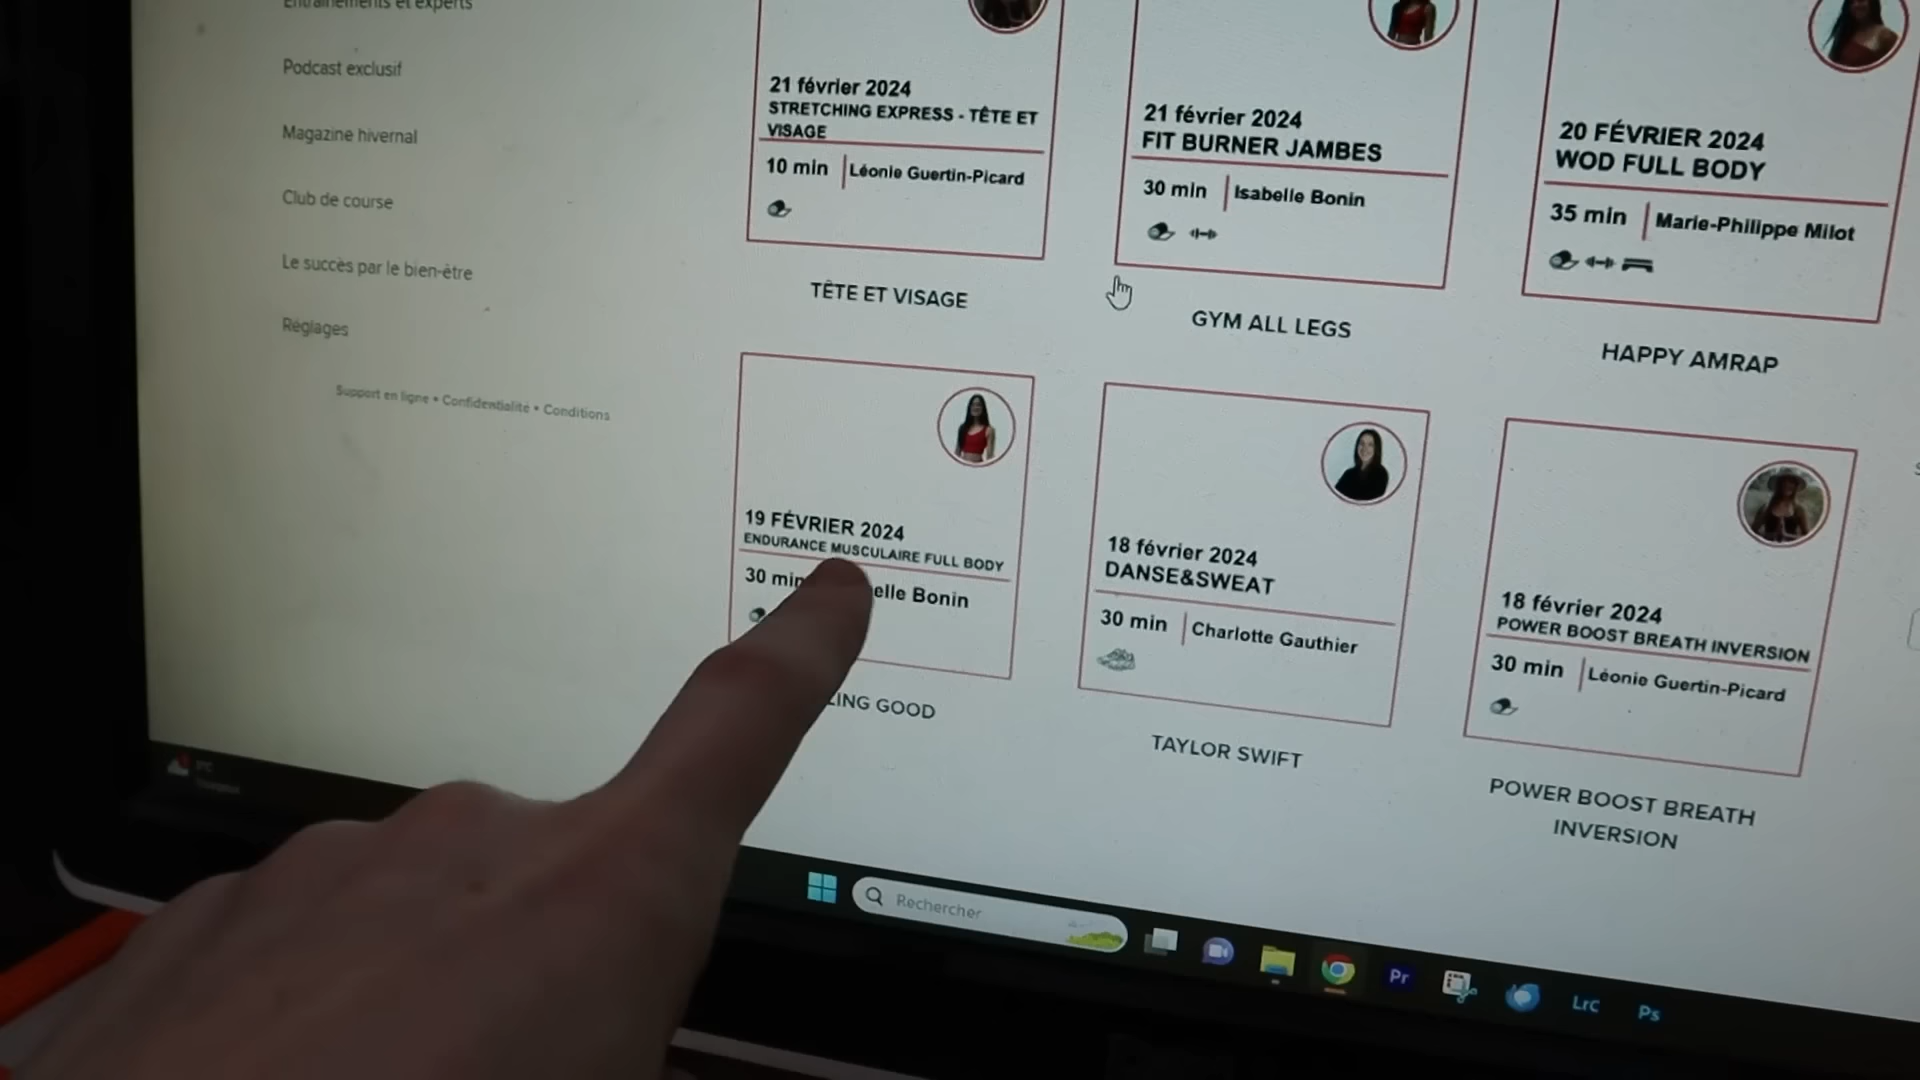 Entraînements et experts
Podcast exclusif
Magazine hivernal
Club de course
Le succès par le bien-être
Réglages
Support en ligne • Confidentialité • Conditions
21 février 2024
STRETCHING EXPRESS - TÊTE ET
VISAGE
10 min
Léonie Guertin-Picard
TÊTE ET VISAGE
21 février 2024
FIT BURNER JAMBES
30 min
Isabelle Bonin
GYM ALL LEGS
20 FÉVRIER 2024
WOD FULL BODY
35 min
Marie-Philippe Milot
HAPPY AMRAP
19 FÉVRIER 2024
ENDURANCE MUSCULAIRE FULL BODY
30 min
elle Bonin
LING GOOD
18 février 2024
DANSE&SWEAT
30 min
Charlotte Gauthier
TAYLOR SWIFT
18 février 2024
POWER BOOST BREATH INVERSION
30 min
Léonie Guertin-Picard
POWER BOOST BREATH
INVERSION
Rechercher
Pr
LrC
Ps